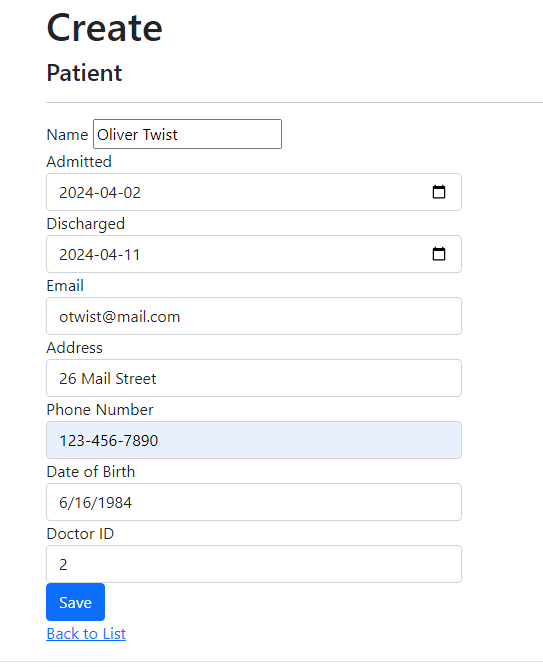 Create
Patient
Name Oliver Twist
Admitted
2024-04-02
Discharged
2024-04-11
Email
otwist@mail.com
Address
26 Mail Street
Phone Number
123-456-7890
Date of Birth
6/16/1984
Doctor ID
2
Save
Back to List